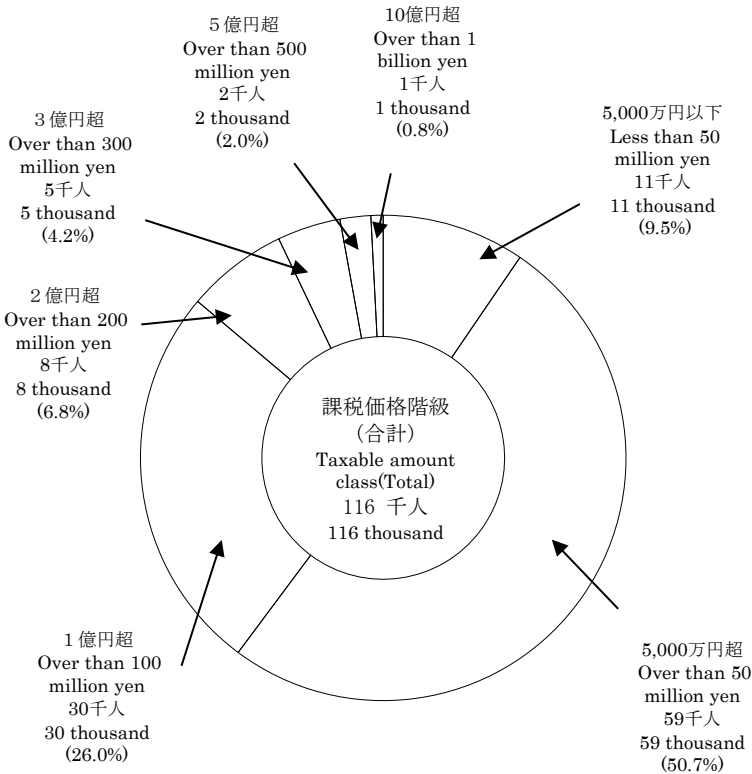 10億円超
Over than 1
billion yen
1千人
1 thousand
(0.8%)
5億円超
Over than 500
million yen
2千人
2 thousand
(2.0%)
3億円超
Over than 300
million yen
5千人
5 thousand
(4.2%)
5,000万円以下
Less than 50
million yen
11千人
11 thousand
(9.5%)
2億円超
Over than 200
million yen
8千人
8 thousand
(6.8%)
課税価格階級
（合計）
Taxable amount
class(Total)
116 千人
116 thousand
1億円超
Over than 100
million yen
30千人
30 thousand
(26.0%)
5,000万円超
Over than 50
million yen
59千人
59 thousand
(50.7%)